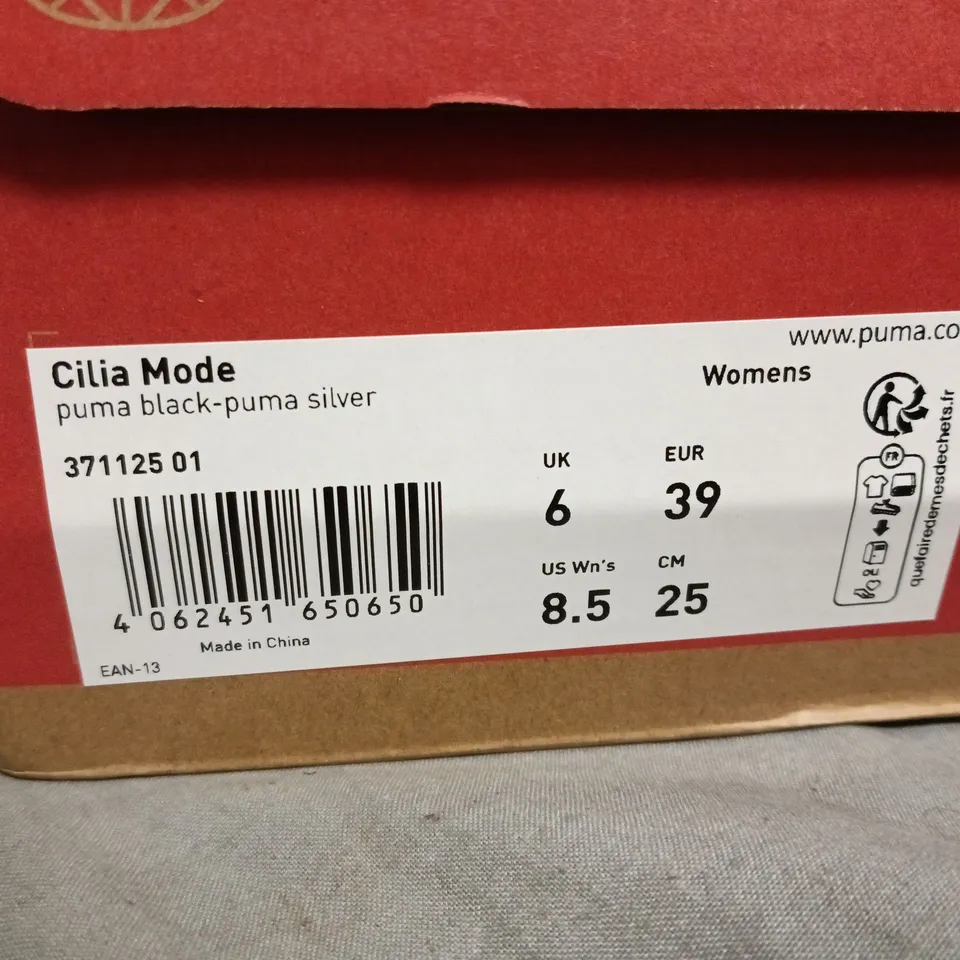 www.puma.co
Cilia Mode
Womens
puma black-puma silver
371125 01
UK
EUR
6
39
US Wn's
CM
8.5
25
4 062451 650650
Made in China
EAN-13
FR
quefairedemesdechets.fr